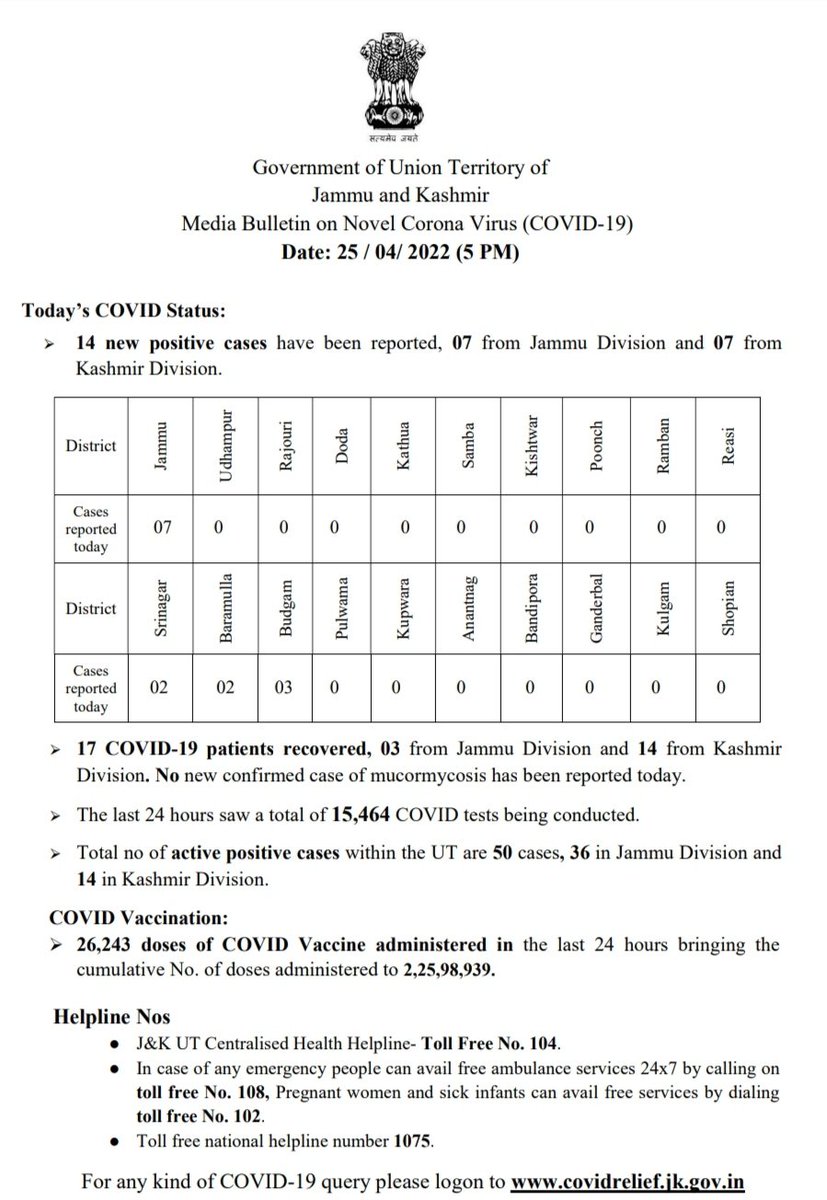 सत्यमेव जयते
Government of Union Territory of
Jammu and Kashmir
Media Bulletin on Novel Corona Virus (COVID-19)
Date: 25 / 04/ 2022 (5 PM)
Today’s COVID Status:
➢ 14 new positive cases have been reported, 07 from Jammu Division and 07 from
Kashmir Division.
District Jammu Udhampur Rajouri Doda Kathua Samba Kishtwar Poonch Ramban Reasi
Cases
reported
today 07 0 0 0 0 0 0 0 0 0
District Srinagar Baramulla Budgam Pulwama Kupwara Anantnag Bandipora Ganderbal Kulgam Shopian
Cases
reported
today 02 02 03 0 0 0 0 0 0 0
➢ 17 COVID-19 patients recovered, 03 from Jammu Division and 14 from Kashmir
Division. No new confirmed case of mucormycosis has been reported today.
➢ The last 24 hours saw a total of 15,464 COVID tests being conducted.
➢ Total no of active positive cases within the UT are 50 cases, 36 in Jammu Division and
14 in Kashmir Division.
COVID Vaccination:
➢ 26,243 doses of COVID Vaccine administered in the last 24 hours bringing the
cumulative No. of doses administered to 2,25,98,939.
Helpline Nos
● J&K UT Centralised Health Helpline- Toll Free No. 104.
● In case of any emergency people can avail free ambulance services 24x7 by calling on
toll free No. 108, Pregnant women and sick infants can avail free services by dialing
toll free No. 102.
● Toll free national helpline number 1075.
For any kind of COVID-19 query please logon to www.covidrelief.jk.gov.in